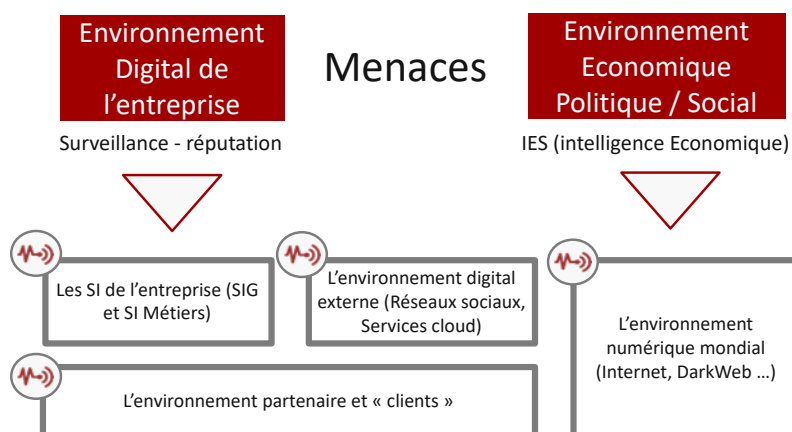 Environnement
Digital de
l'entreprise
Menaces
Environnement
Economique
Politique / Social
Surveillance - réputation
IES (intelligence Economique)
Les SI de l'entreprise (SIG
et SI Métiers)
L'environnement digital
externe (Réseaux sociaux,
Services cloud)
L'environnement
numérique mondial
(Internet, DarkWeb …)
L'environnement partenaire et « clients »